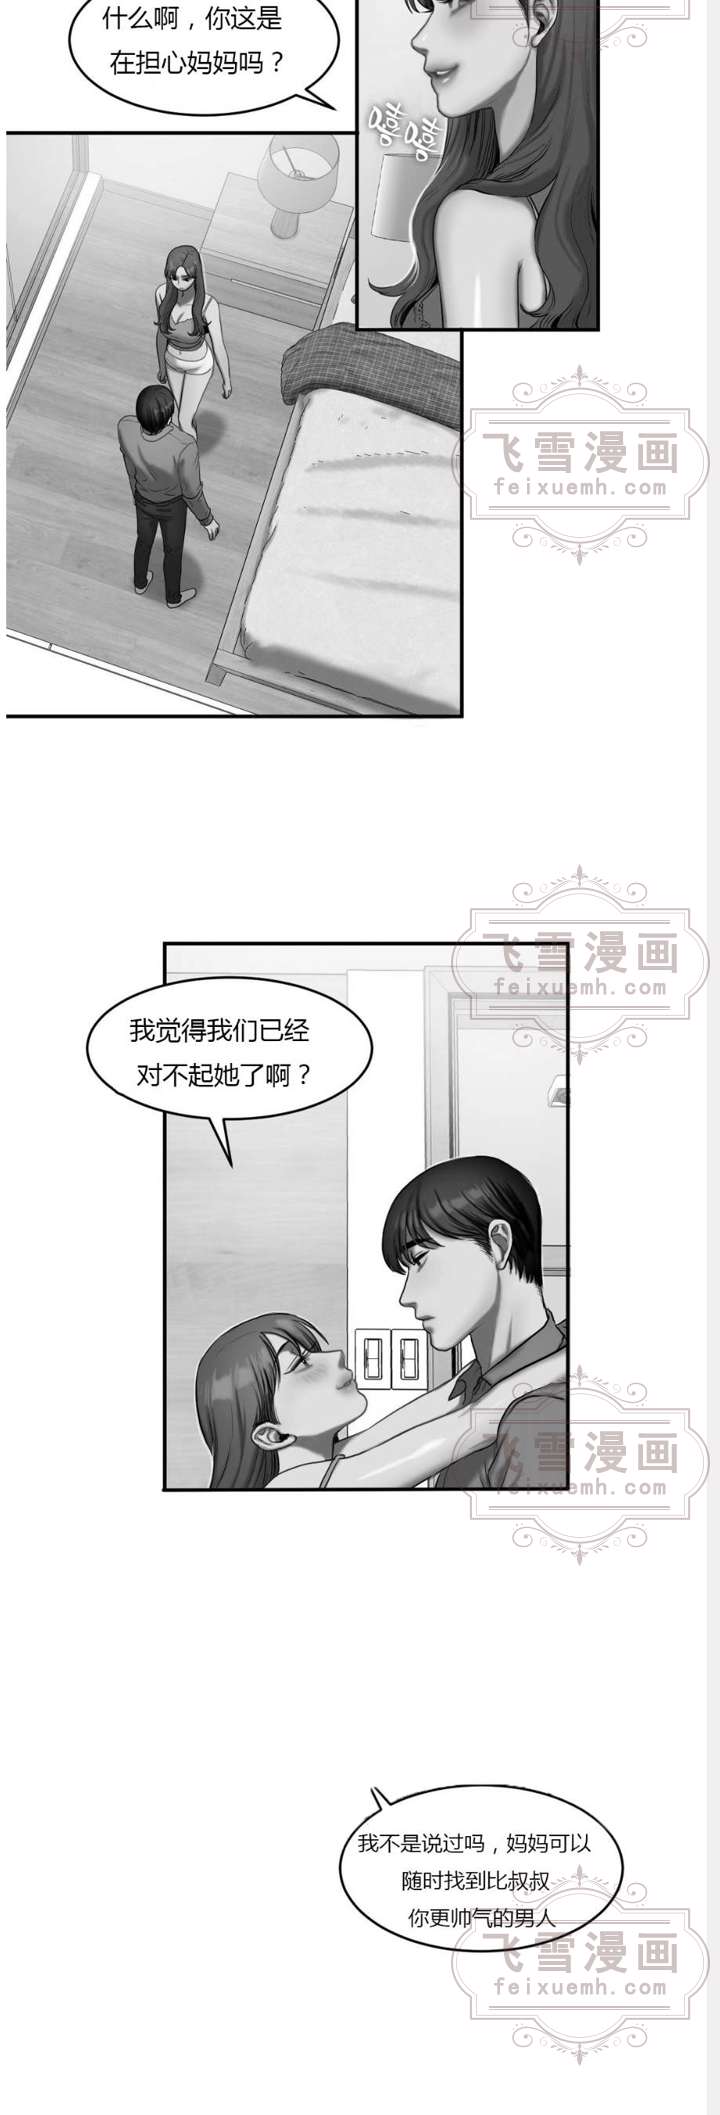 什么啊，你这是
在担心妈妈吗？
飞雪漫画
feixuemh.com
我觉得我们已经
对不起她了啊？
飞雪漫画
feixuemh.com
飞雪漫画
feixuemh.com
我不是说过吗，妈妈可以
随时找到比叔叔
你更帅气的男人
飞雪漫画
feixuemh.com